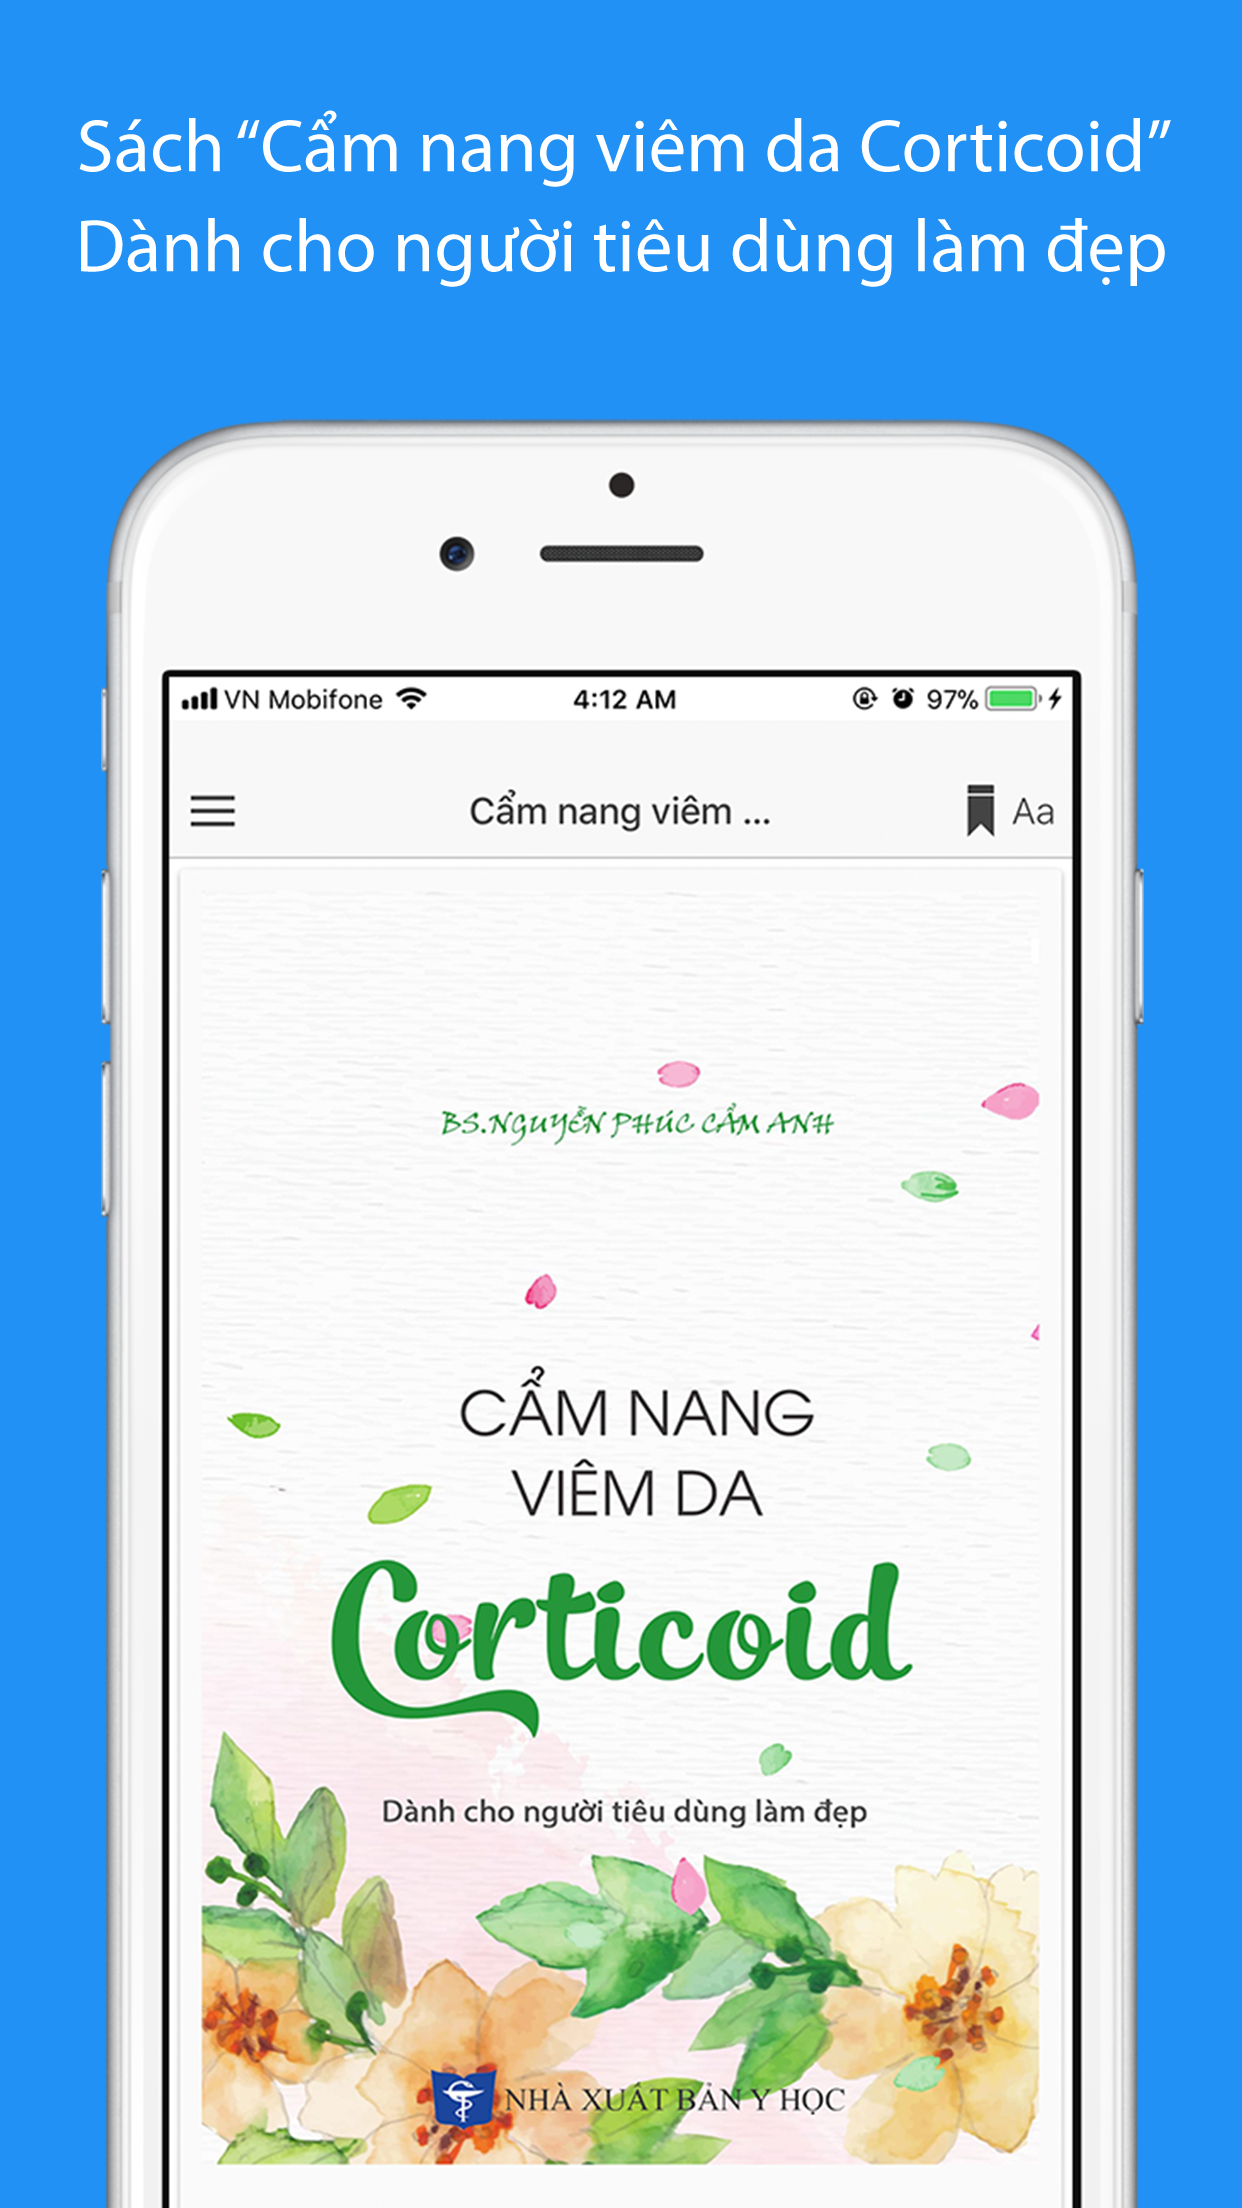 Sách “Cẩm nang viêm da Corticoid”
Dành cho người tiêu dùng làm đẹp
VN Mobifone 4:12 AM 97%
Cẩm nang viêm ... Aa
BS.NGUYỄN PHÚC CẨM ANH
CẨM NANG
VIÊM DA
Corticoid
Dành cho người tiêu dùng làm đẹp
NHÀ XUẤT BẢN Y HỌC